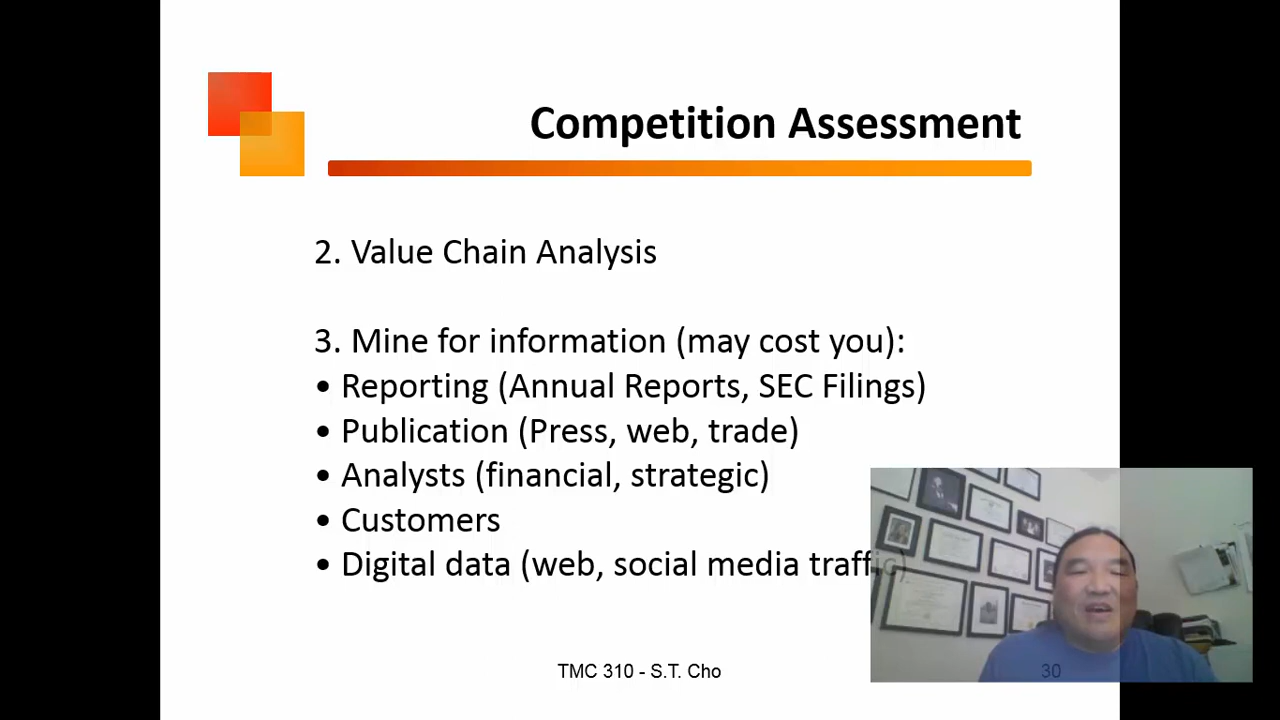 Competition Assessment
2. Value Chain Analysis
3. Mine for information (may cost you):
• Reporting (Annual Reports, SEC Filings)
• Publication (Press, web, trade)
• Analysts (financial, strategic)
• Customers
• Digital data (web, social media traffic)
TMC 310 - S.T. Cho
30